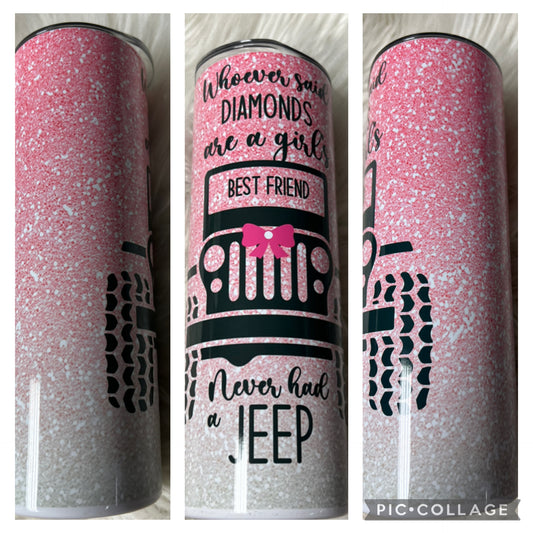 Whoever said
DIAMONDS
are a girl's
BEST FRIEND
Never had
a
JEEP
PIC•COLLAGE